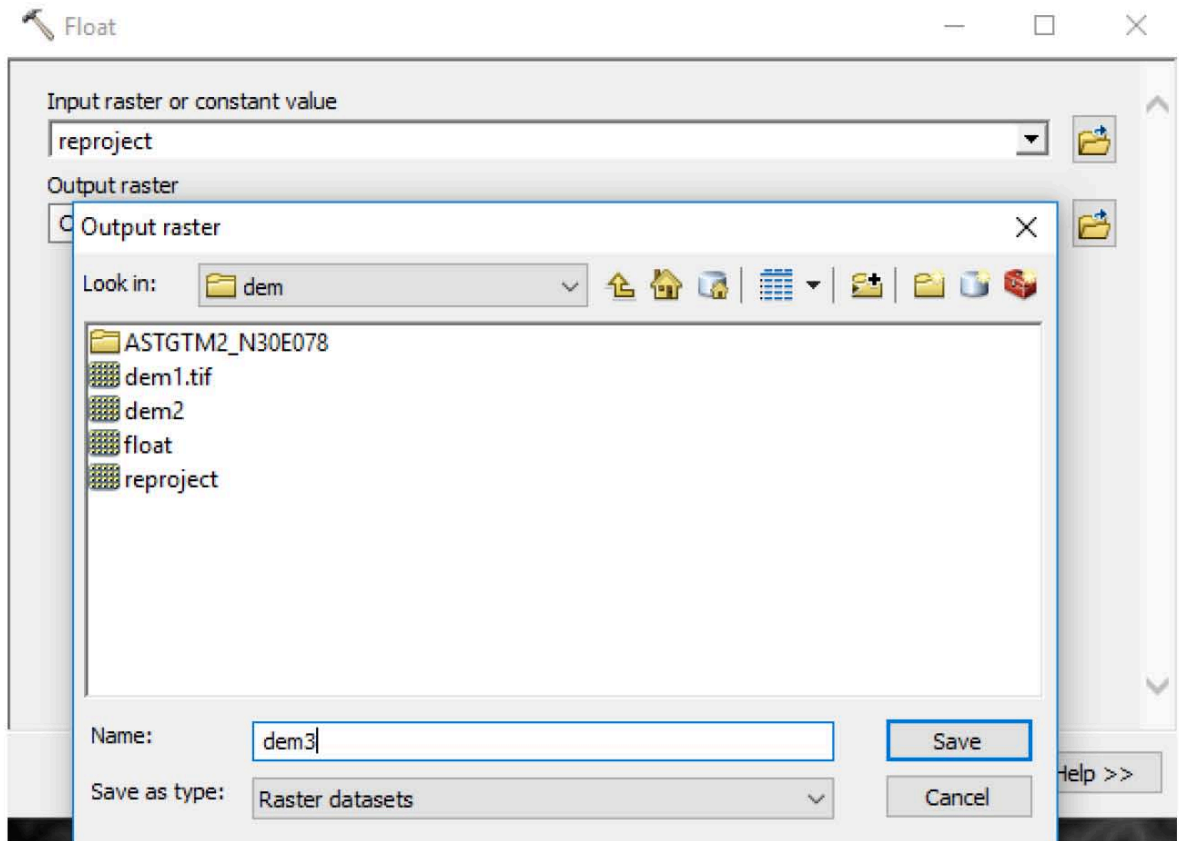 Float
Input raster or constant value
reproject
Output raster
Output raster
Look in:
dem
ASTGTM2_N30E078
dem1.tif
dem2
float
reproject
Name:
dem3
Save
Save as type:
Raster datasets
Cancel
Help >>